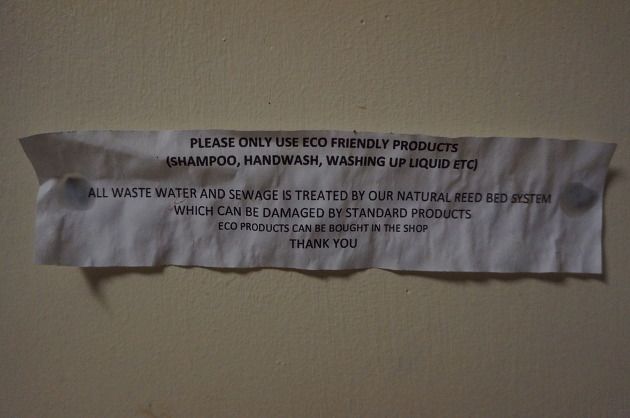 PLEASE ONLY USE ECO FRIENDLY PRODUCTS
(SHAMPOO, HANDWASH, WASHING UP LIQUID ETC)
ALL WASTE WATER AND SEWAGE IS TREATED BY OUR NATURAL REED BED SYSTEM
WHICH CAN BE DAMAGED BY STANDARD PRODUCTS
ECO PRODUCTS CAN BE BOUGHT IN THE SHOP
THANK YOU